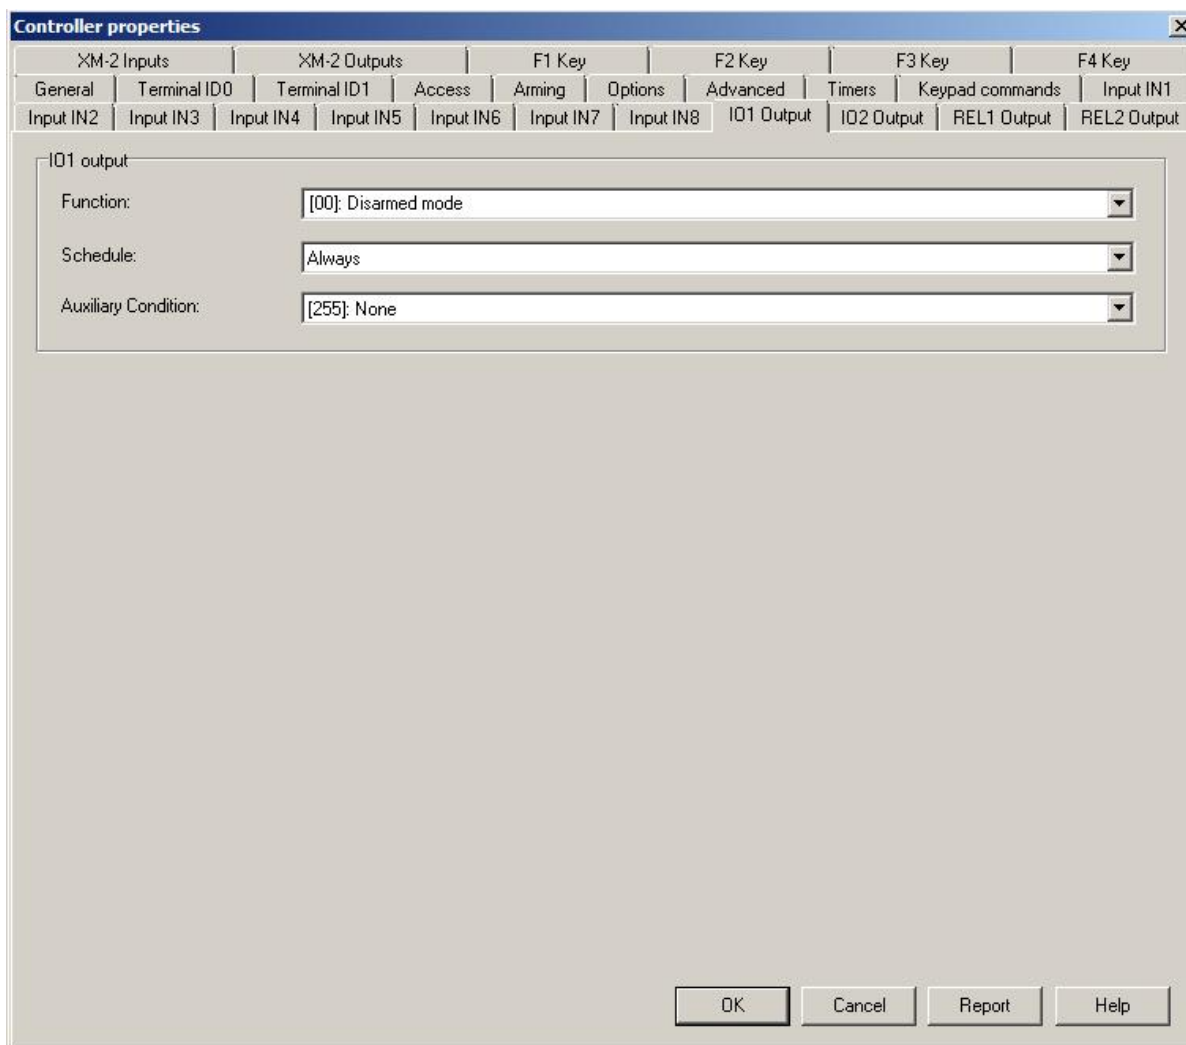 Controller properties
XM-2 Inputs XM-2 Outputs F1 Key F2 Key F3 Key F4 Key
General Terminal ID0 Terminal ID1 Access Arming Options Advanced Timers Keypad commands Input IN1
Input IN2 Input IN3 Input IN4 Input IN5 Input IN6 Input IN7 Input IN8 IO1 Output IO2 Output REL1 Output REL2 Output
IO1 output
Function: [00]: Disarmed mode
Schedule: Always
Auxiliary Condition: [255]: None
OK Cancel Report Help